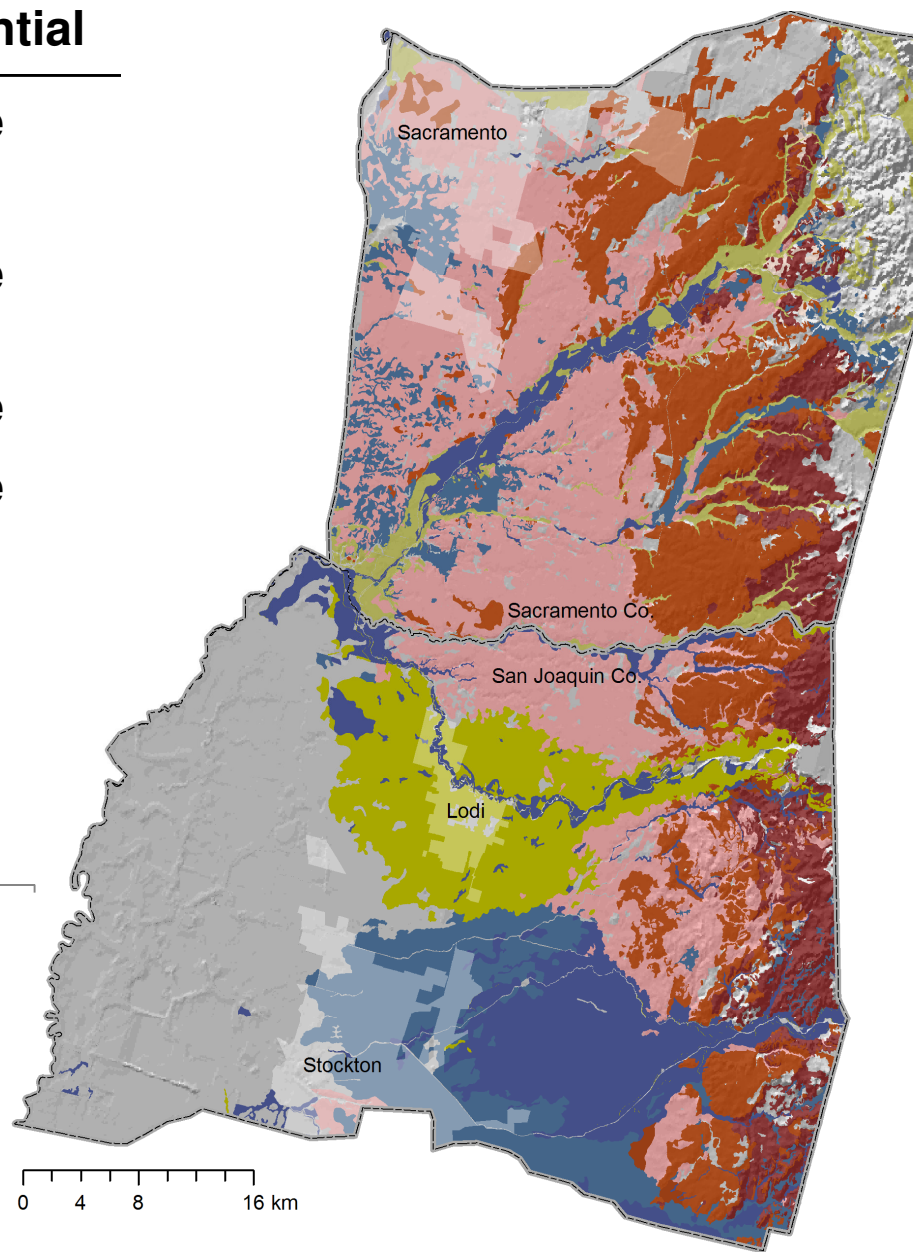 ntial
e
e
e
e
Sacramento
Sacramento Co.
San Joaquin Co.
Lodi
Stockton
0 4 8 16 km